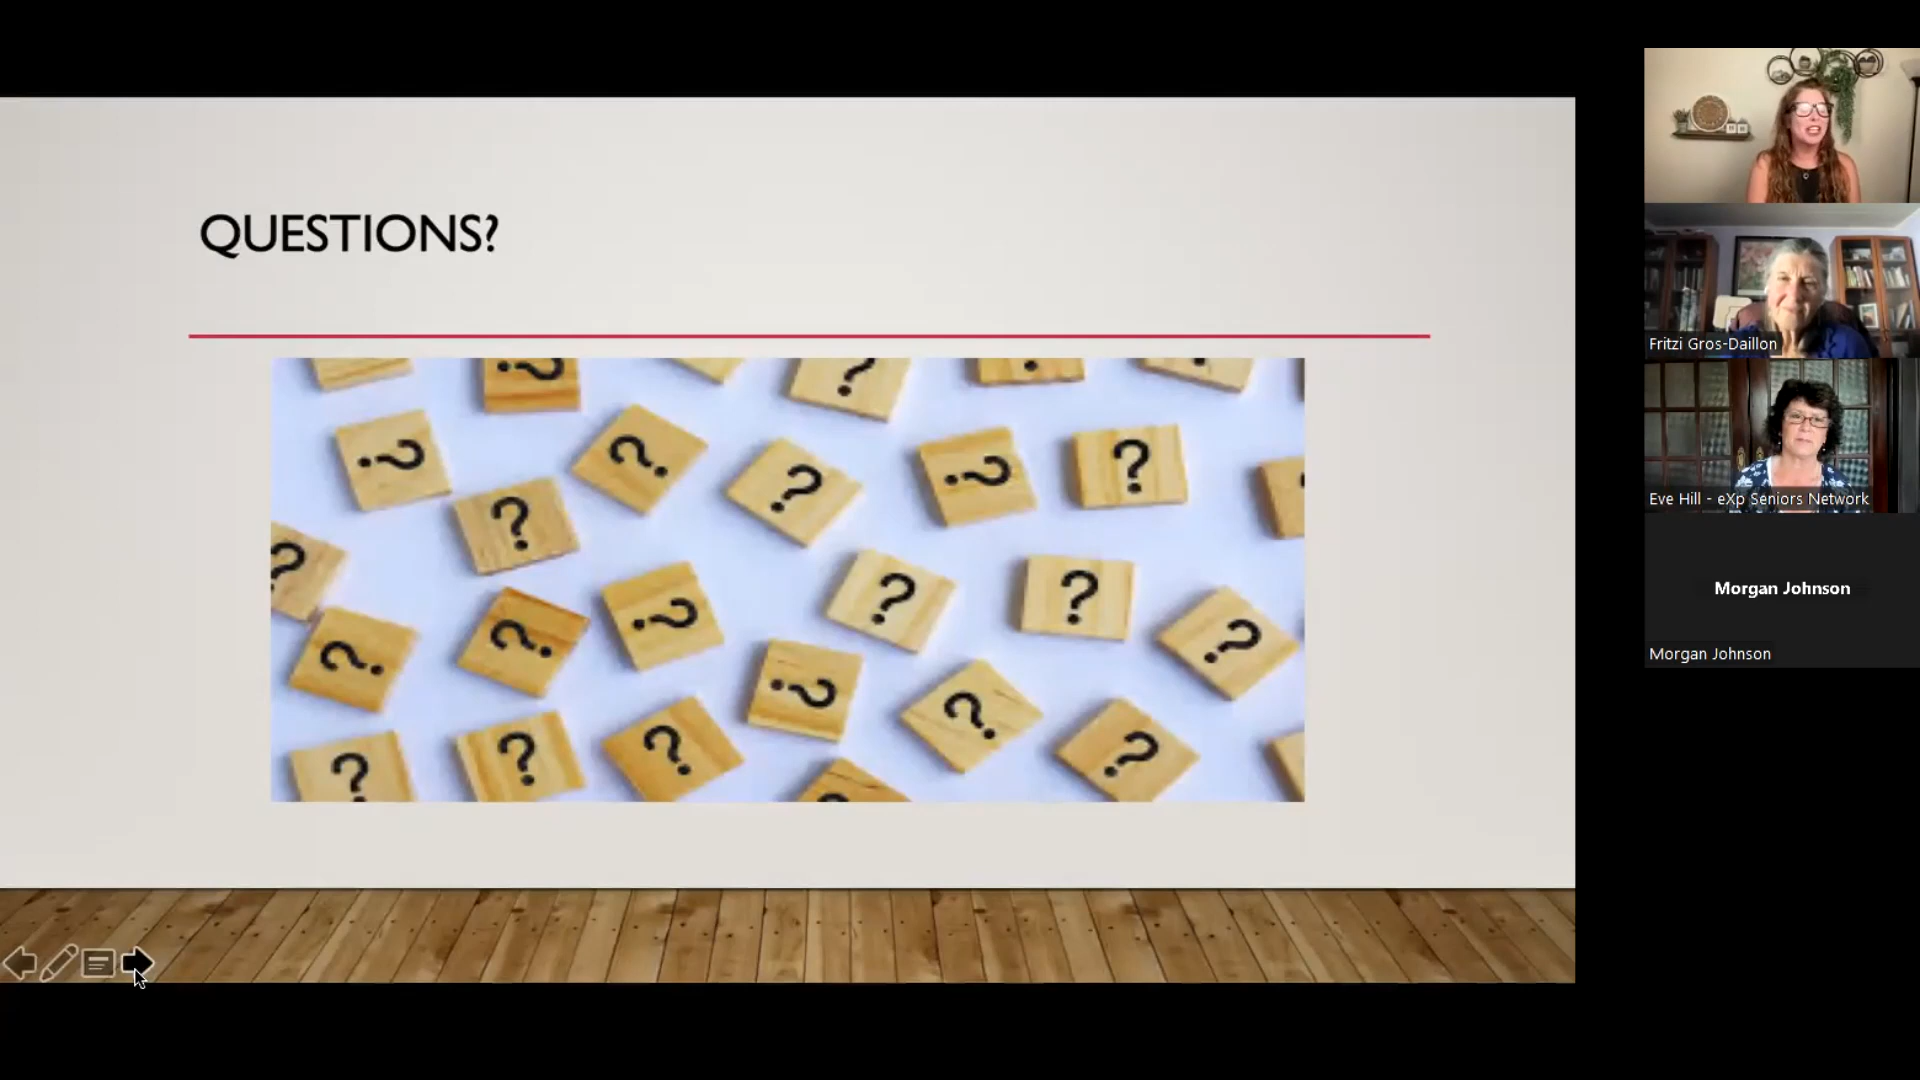 QUESTIONS?
? ? ?
? ? ? ? ? ?
?
? ? ? ?
? ? ? ?
? ?
? ? ? ?
Fritzi Gros-Daillon
Eve Hill - eXp Seniors Network
Morgan Johnson
Morgan Johnson